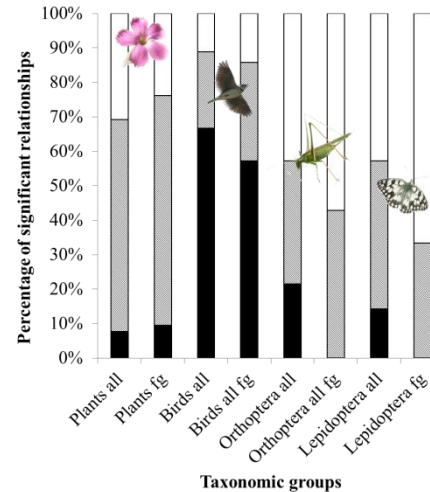 100%
90%
80%
70%
60%
50%
40%
30%
20%
10%
0%
Percentage of significant relationships
Plants all
Plants fg
Birds all
Birds all fg
Orthoptera all
Orthoptera all fg
Lepidoptera all
Lepidoptera fg
Taxonomic groups